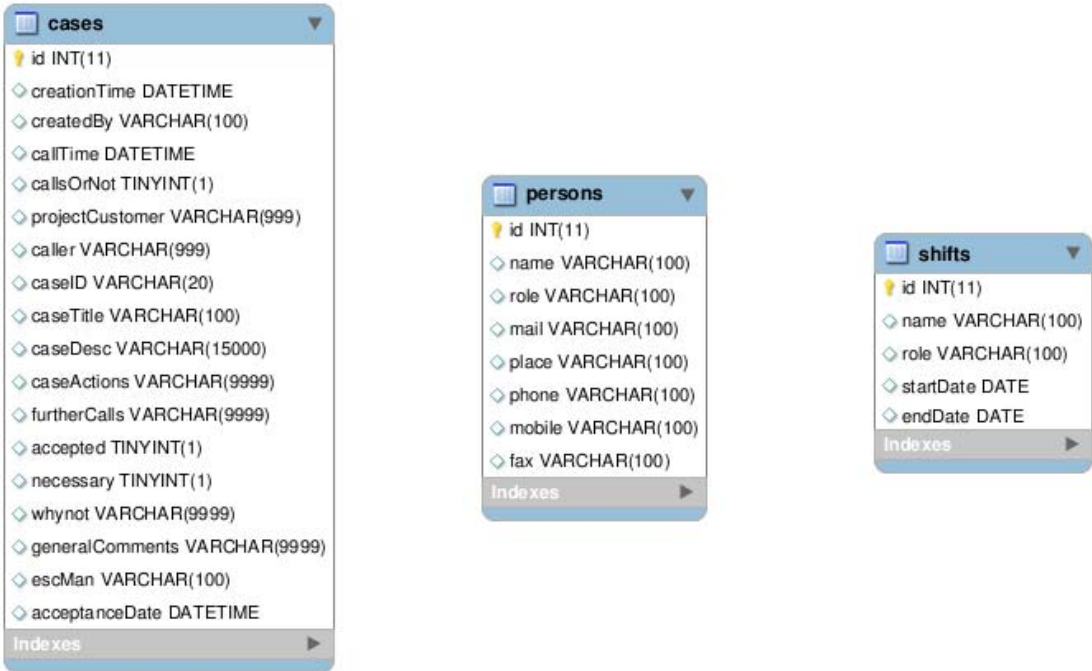 cases
id INT(11)
creationTime DATETIME
createdBy VARCHAR(100)
callTime DATETIME
callsOrNot TINYINT(1)
projectCustomer VARCHAR(999)
caller VARCHAR(999)
caseID VARCHAR(20)
caseTitle VARCHAR(100)
caseDesc VARCHAR(15000)
caseActions VARCHAR(9999)
furtherCalls VARCHAR(9999)
accepted TINYINT(1)
necessary TINYINT(1)
whynot VARCHAR(9999)
generalComments VARCHAR(9999)
escMan VARCHAR(100)
acceptanceDate DATETIME
Indexes
persons
id INT(11)
name VARCHAR(100)
role VARCHAR(100)
mail VARCHAR(100)
place VARCHAR(100)
phone VARCHAR(100)
mobile VARCHAR(100)
fax VARCHAR(100)
Indexes
shifts
id INT(11)
name VARCHAR(100)
role VARCHAR(100)
startDate DATE
endDate DATE
Indexes